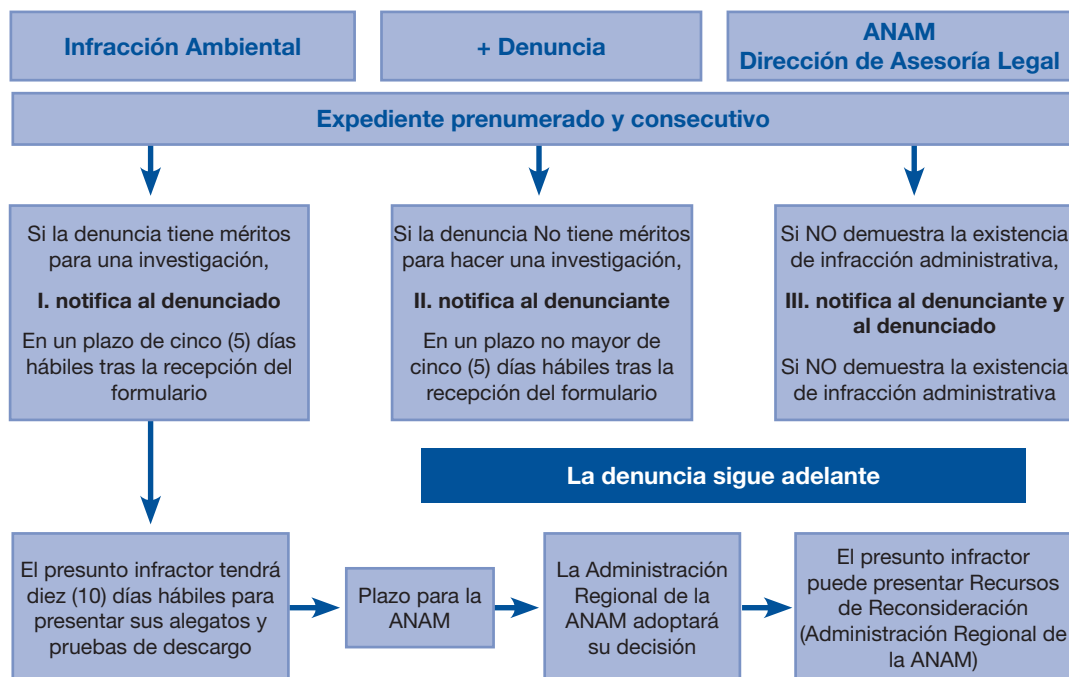 Infracción Ambiental
+ Denuncia
ANAM
Dirección de Asesoría Legal
Expediente prenumerado y consecutivo
Si la denuncia tiene méritos
para una investigación,
I. notifica al denunciado
En un plazo de cinco (5) días
hábiles tras la recepción del
formulario
Si la denuncia No tiene méritos
para hacer una investigación,
II. notifica al denunciante
En un plazo no mayor de
cinco (5) días hábiles tras la
recepción del formulario
Si NO demuestra la existencia
de infracción administrativa,
III. notifica al denunciante y
al denunciado
Si NO demuestra la existencia
de infracción administrativa
La denuncia sigue adelante
El presunto infractor tendrá
diez (10) días hábiles para
presentar sus alegatos y
pruebas de descargo
Plazo para la
ANAM
La Administración
Regional de la
ANAM adoptará
su decisión
El presunto infractor
puede presentar Recursos
de Reconsideración
(Administración Regional de
la ANAM)